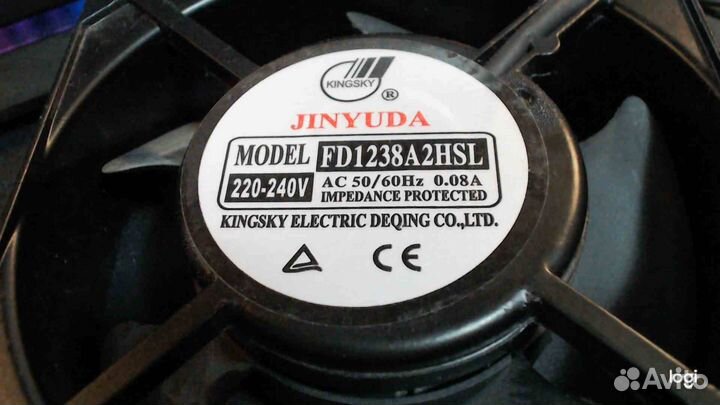 KINGSKY
®
JINYUDA
MODEL FD1238A2HSL
220-240V AC 50/60Hz 0.08A
IMPEDANCE PROTECTED
KINGSKY ELECTRIC DEQING CO.,LTD.
CE
logi
Avito